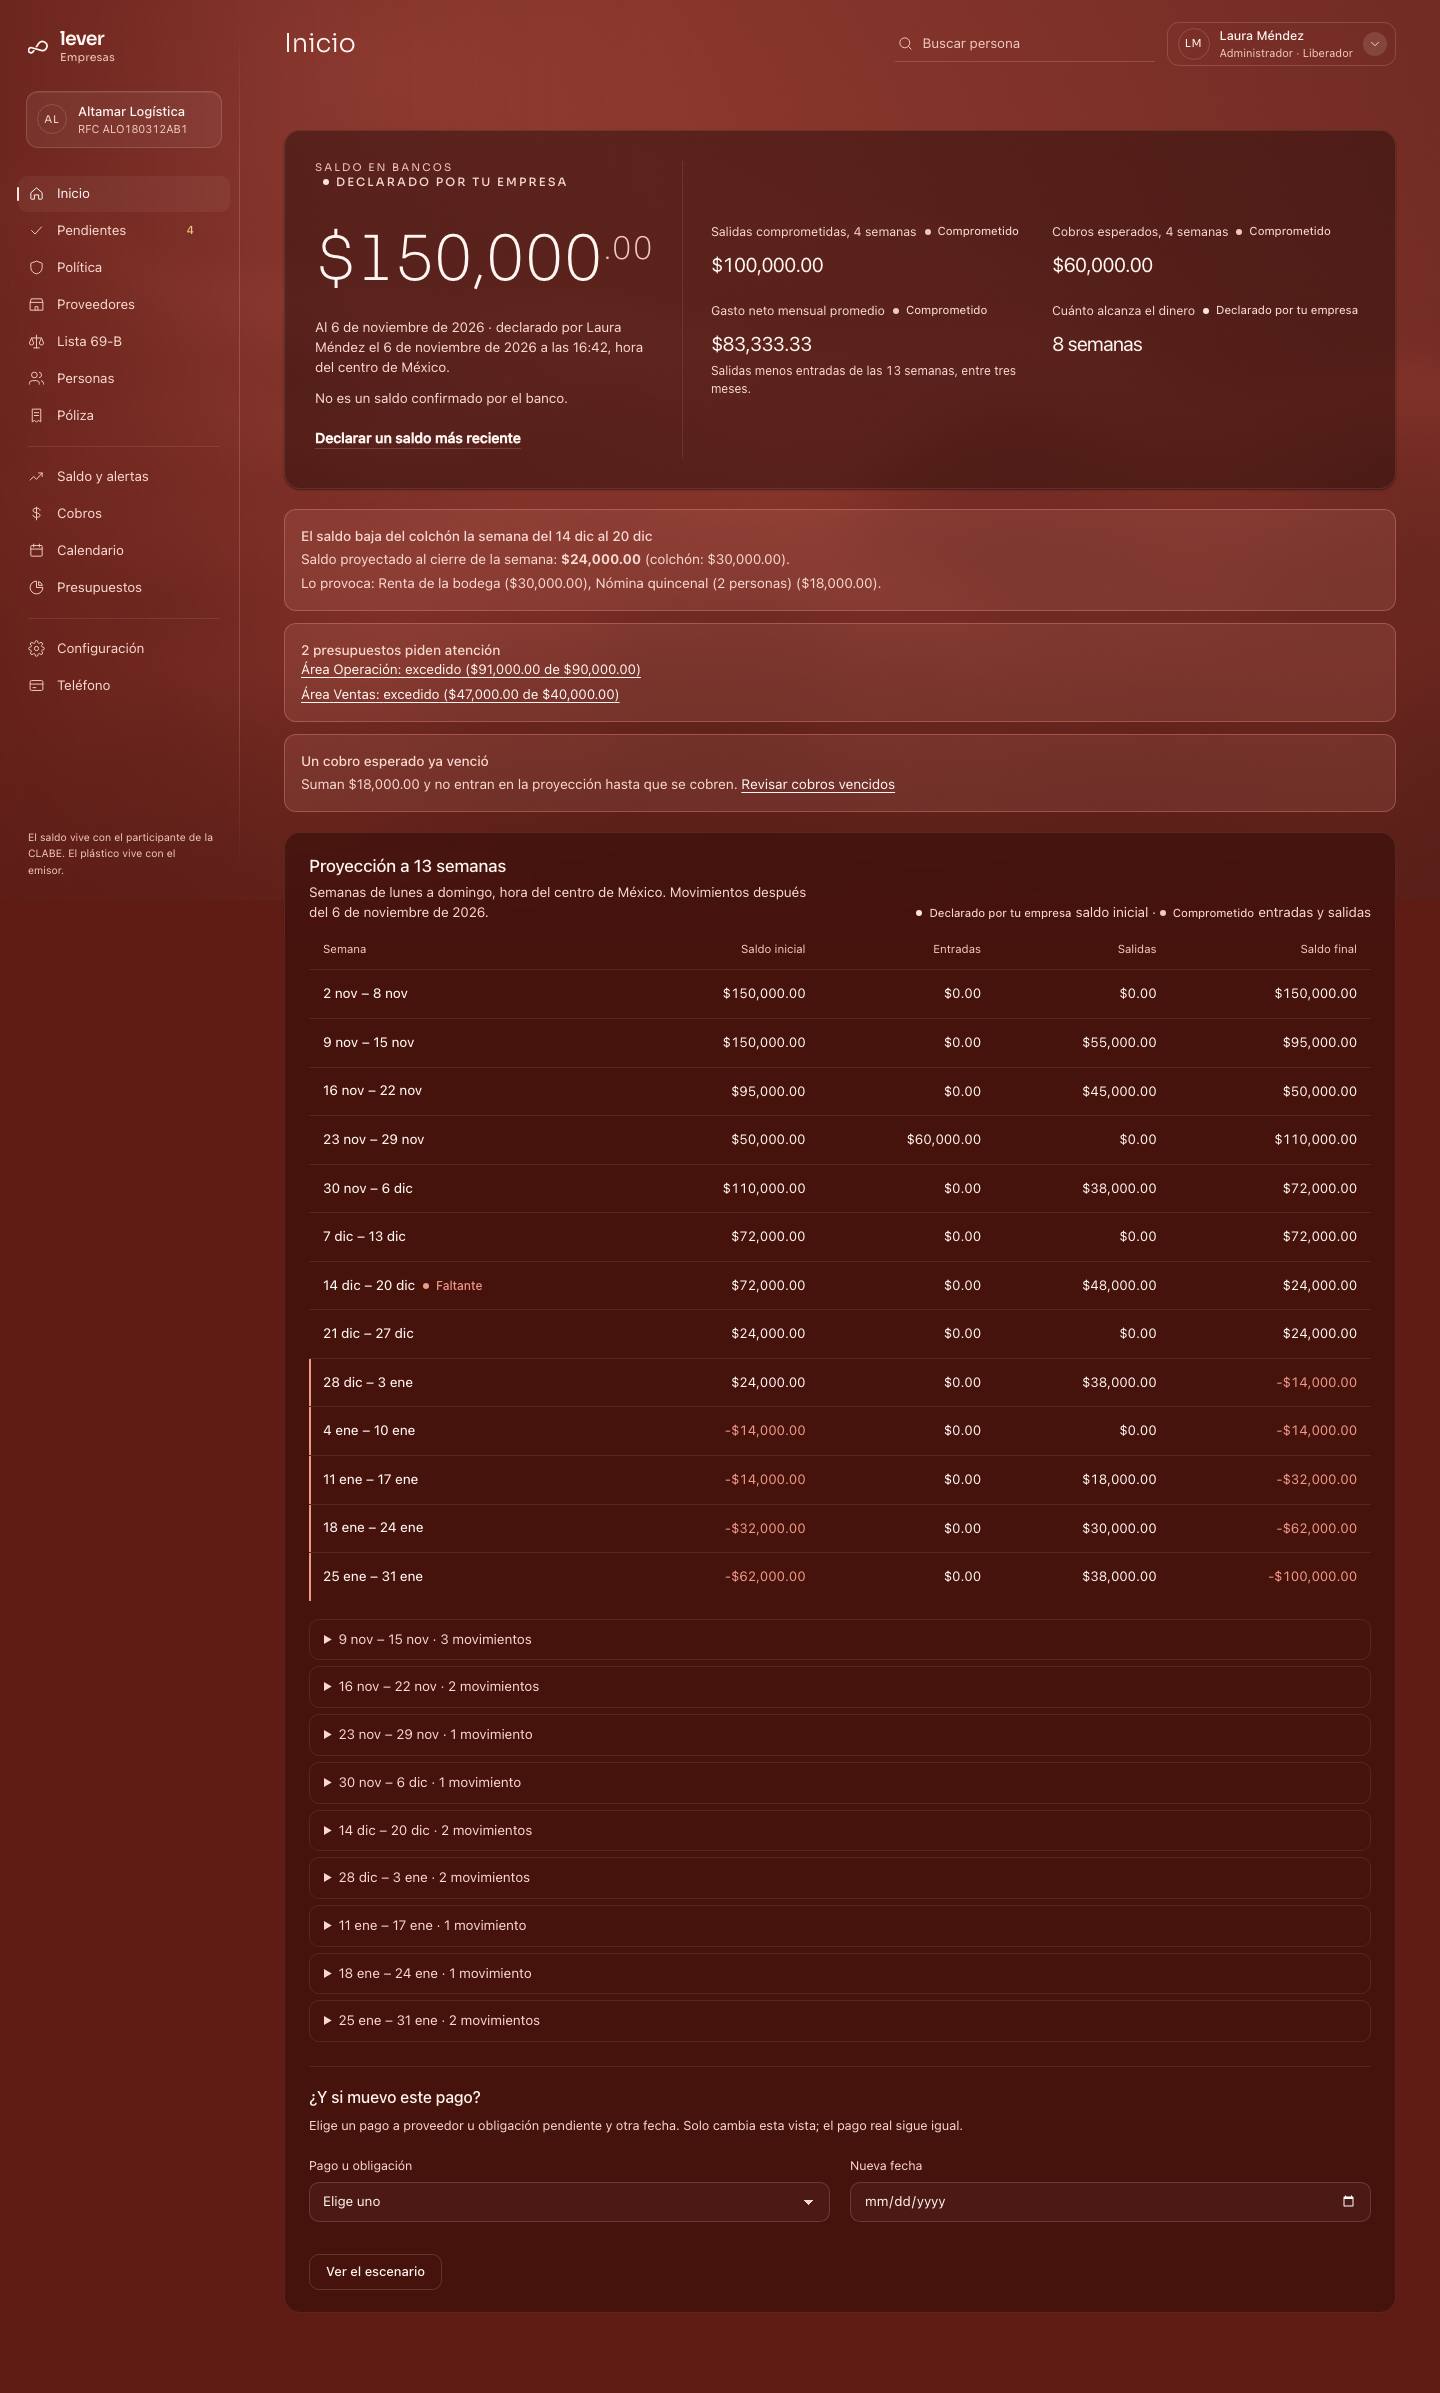 lever
Empresas
AL
Altamar Logística
RFC ALO180312AB1
Inicio
Pendientes 4
Política
Proveedores
Lista 69-B
Personas
Póliza
Saldo y alertas
Cobros
Calendario
Presupuestos
Configuración
Teléfono
El saldo vive con el participante de la
CLABE. El plástico vive con el
emisor.
Inicio
Buscar persona
LM
Laura Méndez
Administrador · Liberador
SALDO EN BANCOS
DECLARADO POR TU EMPRESA
$150,000.00
Al 6 de noviembre de 2026 · declarado por Laura
Méndez el 6 de noviembre de 2026 a las 16:42, hora
del centro de México.
No es un saldo confirmado por el banco.
Declarar un saldo más reciente
Salidas comprometidas, 4 semanas Comprometido
$100,000.00
Cobros esperados, 4 semanas Comprometido
$60,000.00
Gasto neto mensual promedio Comprometido
$83,333.33
Salidas menos entradas de las 13 semanas, entre tres
meses.
Cuánto alcanza el dinero Declarado por tu empresa
8 semanas
El saldo baja del colchón la semana del 14 dic al 20 dic
Saldo proyectado al cierre de la semana: $24,000.00 (colchón: $30,000.00).
Lo provoca: Renta de la bodega ($30,000.00), Nómina quincenal (2 personas) ($18,000.00).
2 presupuestos piden atención
Área Operación: excedido ($91,000.00 de $90,000.00)
Área Ventas: excedido ($47,000.00 de $40,000.00)
Un cobro esperado ya venció
Suman $18,000.00 y no entran en la proyección hasta que se cobren. Revisar cobros vencidos
Proyección a 13 semanas
Semanas de lunes a domingo, hora del centro de México. Movimientos después
del 6 de noviembre de 2026.
Declarado por tu empresa saldo inicial · Comprometido entradas y salidas
Semana Saldo inicial Entradas Salidas Saldo final
2 nov – 8 nov $150,000.00 $0.00 $0.00 $150,000.00
9 nov – 15 nov $150,000.00 $0.00 $55,000.00 $95,000.00
16 nov – 22 nov $95,000.00 $0.00 $45,000.00 $50,000.00
23 nov – 29 nov $50,000.00 $60,000.00 $0.00 $110,000.00
30 nov – 6 dic $110,000.00 $0.00 $38,000.00 $72,000.00
7 dic – 13 dic $72,000.00 $0.00 $0.00 $72,000.00
14 dic – 20 dic Faltante $72,000.00 $0.00 $48,000.00 $24,000.00
21 dic – 27 dic $24,000.00 $0.00 $0.00 $24,000.00
28 dic – 3 ene $24,000.00 $0.00 $38,000.00 -$14,000.00
4 ene – 10 ene -$14,000.00 $0.00 $0.00 -$14,000.00
11 ene – 17 ene -$14,000.00 $0.00 $18,000.00 -$32,000.00
18 ene – 24 ene -$32,000.00 $0.00 $30,000.00 -$62,000.00
25 ene – 31 ene -$62,000.00 $0.00 $38,000.00 -$100,000.00
9 nov – 15 nov · 3 movimientos
16 nov – 22 nov · 2 movimientos
23 nov – 29 nov · 1 movimiento
30 nov – 6 dic · 1 movimiento
14 dic – 20 dic · 2 movimientos
28 dic – 3 ene · 2 movimientos
11 ene – 17 ene · 1 movimiento
18 ene – 24 ene · 1 movimiento
25 ene – 31 ene · 2 movimientos
¿Y si muevo este pago?
Elige un pago a proveedor u obligación pendiente y otra fecha. Solo cambia esta vista; el pago real sigue igual.
Pago u obligación
Elige uno
Nueva fecha
mm/dd/yyyy
Ver el escenario